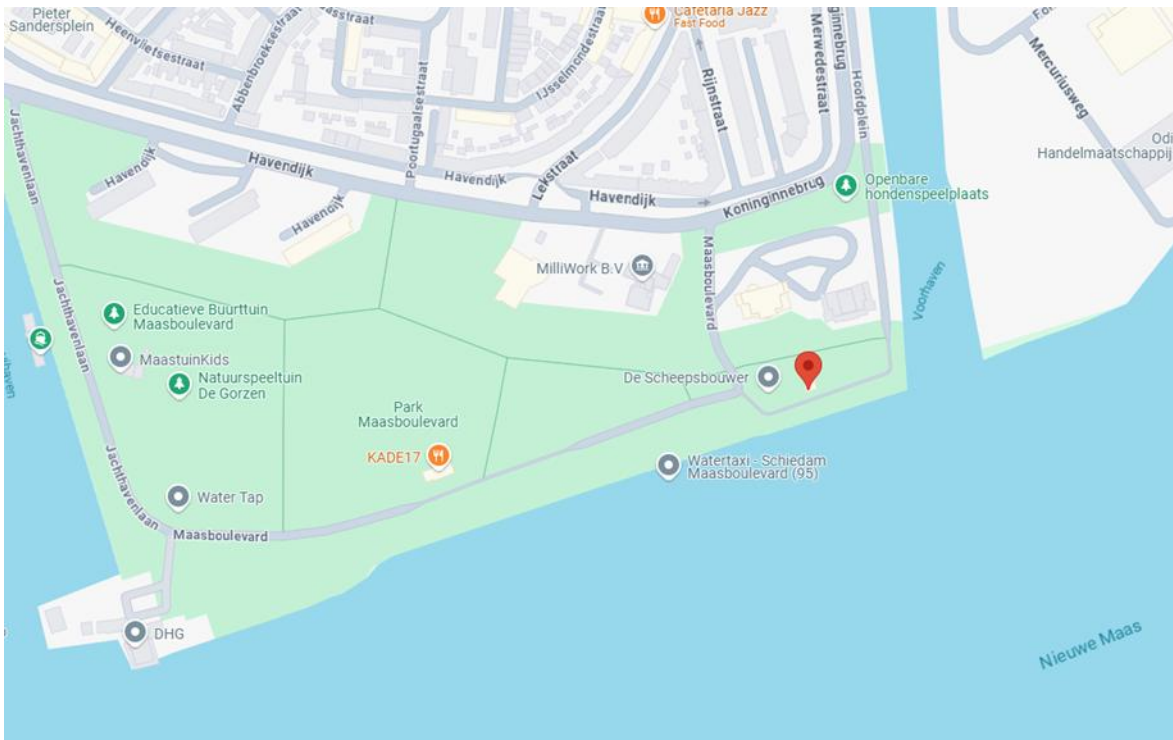 Pieter
Sandersplein
Heenvlietsestraat
Abbenbroeksestraat
Poortugaalsestraat
IJsselmondestraat
Cafetaria Jazz
Fast Food
Rijnstraat
Merwedestraat
Hoofdplein
Mercuriusweg
Handelmaatschappij
Jachthavenlaan
Havendijk
Havendijk
Havendijk
Havendijk
Lekstraat
Havendijk
Koninginnebrug
Openbare
hondenspeelplaats
MilliWork B.V
Maasboulevard
Voorhaven
Jachthavenlaan
Educatieve Buurttuin
Maasboulevard
MaastuinKids
Natuurspeeltuin
De Gorzen
De Scheepsbouwer
Park
Maasboulevard
KADE17
Watertaxi - Schiedam
Maasboulevard (95)
Jachthavenlaan
Water Tap
Maasboulevard
DHG
Nieuwe Maas